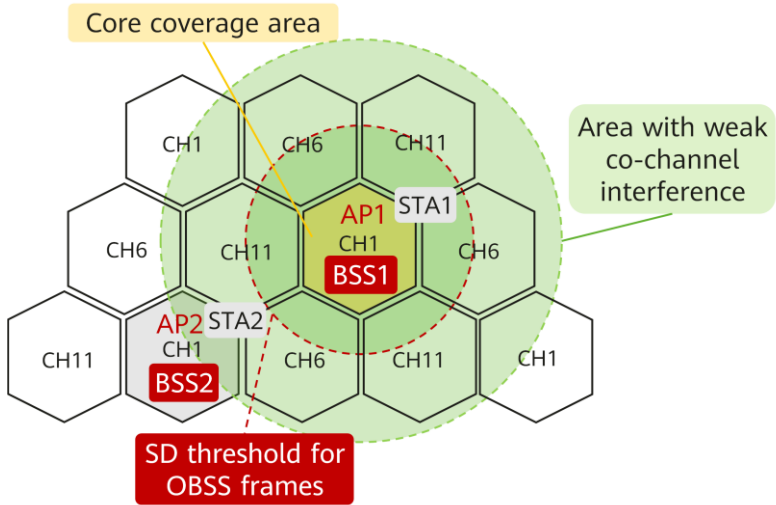 Core coverage area
CH1
CH6
CH11
Area with weak
co-channel
interference
AP1
STA1
CH6
CH11
CH1
CH6
BSS1
AP2
STA2
CH11
CH1
CH6
CH11
CH1
BSS2
SD threshold for
OBSS frames